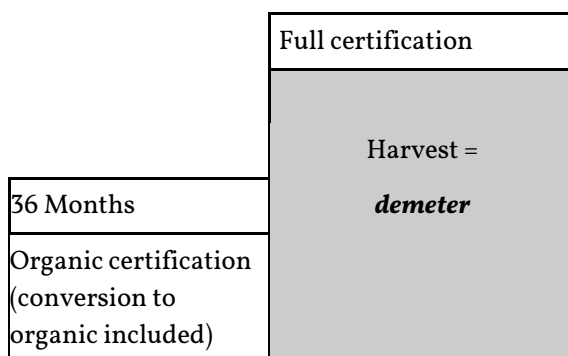 Full certification
Harvest =
demeter
36 Months
Organic certification
(conversion to
organic included)